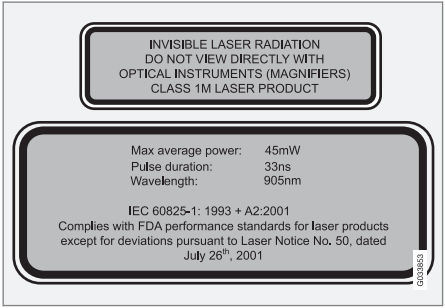 INVISIBLE LASER RADIATION
DO NOT VIEW DIRECTLY WITH
OPTICAL INSTRUMENTS (MAGNIFIERS)
CLASS 1M LASER PRODUCT
Max average power: 45mW
Pulse duration: 33ns
Wavelength: 905nm
IEC 60825-1: 1993 + A2:2001
Complies with FDA performance standards for laser products
except for deviations pursuant to Laser Notice No. 50, dated
July 26th, 2001
G033853